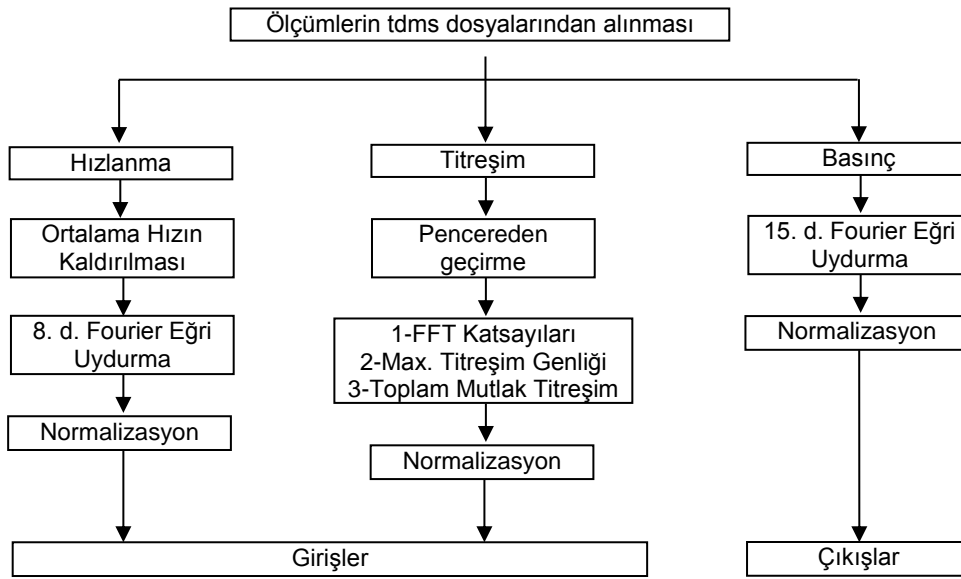 Ölçümlerin tdms dosyalarından alınması
Hızlanma
Titreşim
Basınç
Ortalama Hızın
Kaldırılması
Pencereden
geçirme
15. d. Fourier Eğri
Uydurma
8. d. Fourier Eğri
Uydurma
1-FFT Katsayıları
2-Max. Titreşim Genliği
3-Toplam Mutlak Titreşim
Normalizasyon
Normalizasyon
Normalizasyon
Girişler
Çıkışlar